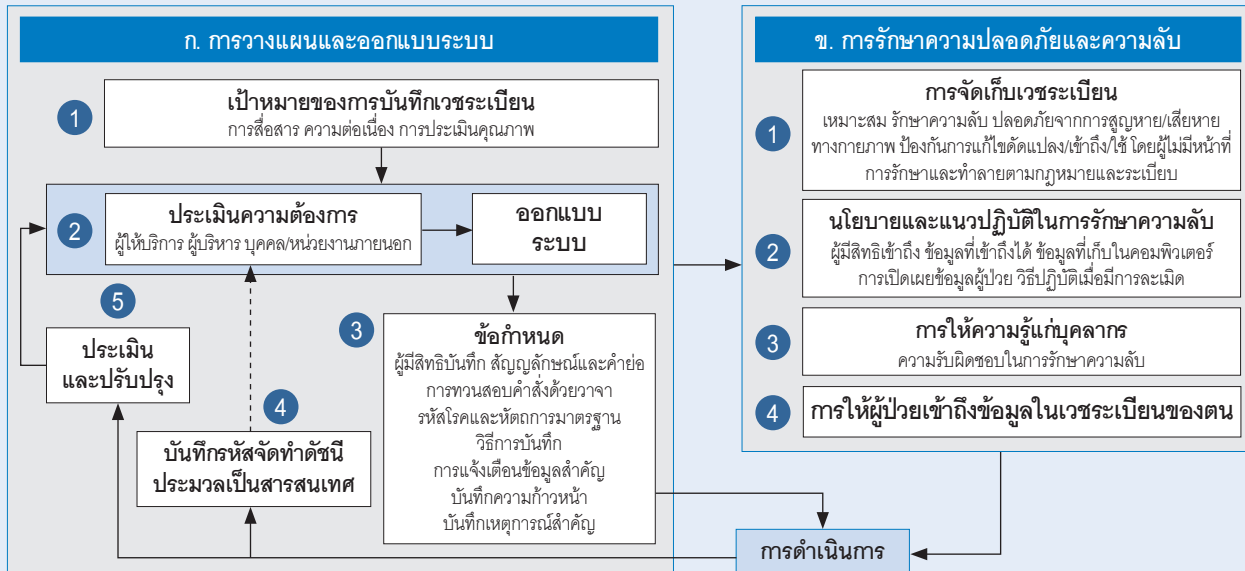 ก. การวางแผนและออกแบบระบบ
1
เป้าหมายของการบันทึกเวชระเบียน
การสื่อสาร ความต่อเนื่อง การประเมินคุณภาพ
2
ประเมินความต้องการ
ผู้ให้บริการ ผู้บริหาร บุคคล/หน่วยงานภายนอก
ออกแบบ
ระบบ
3
ข้อกำหนด
ผู้มีสิทธิบันทึก สัญญลักษณ์และคำย่อ
การทวนสอบคำสั่งด้วยวาจา
รหัสโรคและหัตถการมาตรฐาน
วิธีการบันทึก
การแจ้งเตือนข้อมูลสำคัญ
บันทึกความก้าวหน้า
บันทึกเหตุการณ์สำคัญ
4
บันทึกรหัสจัดทำดัชนี
ประมวลเป็นสารสนเทศ
5
ประเมิน
และปรับปรุง
ข. การรักษาความปลอดภัยและความลับ
1
การจัดเก็บเวชระเบียน
เหมาะสม รักษาความลับ ปลอดภัยจากการสูญหาย/เสียหาย
ทางกายภาพ ป้องกันการแก้ไขดัดแปลง/เข้าถึง/ใช้ โดยผู้ไม่มีหน้าที่
การรักษาและทำลายตามกฎหมายและระเบียบ
2
นโยบายและแนวปฏิบัติในการรักษาความลับ
ผู้มีสิทธิเข้าถึง ข้อมูลที่เข้าถึงได้ ข้อมูลที่เก็บในคอมพิวเตอร์
การเปิดเผยข้อมูลผู้ป่วย วิธีปฏิบัติเมื่อมีการละเมิด
3
การให้ความรู้แก่บุคลากร
ความรับผิดชอบในการรักษาความลับ
4
การให้ผู้ป่วยเข้าถึงข้อมูลในเวชระเบียนของตน
การดำเนินการ